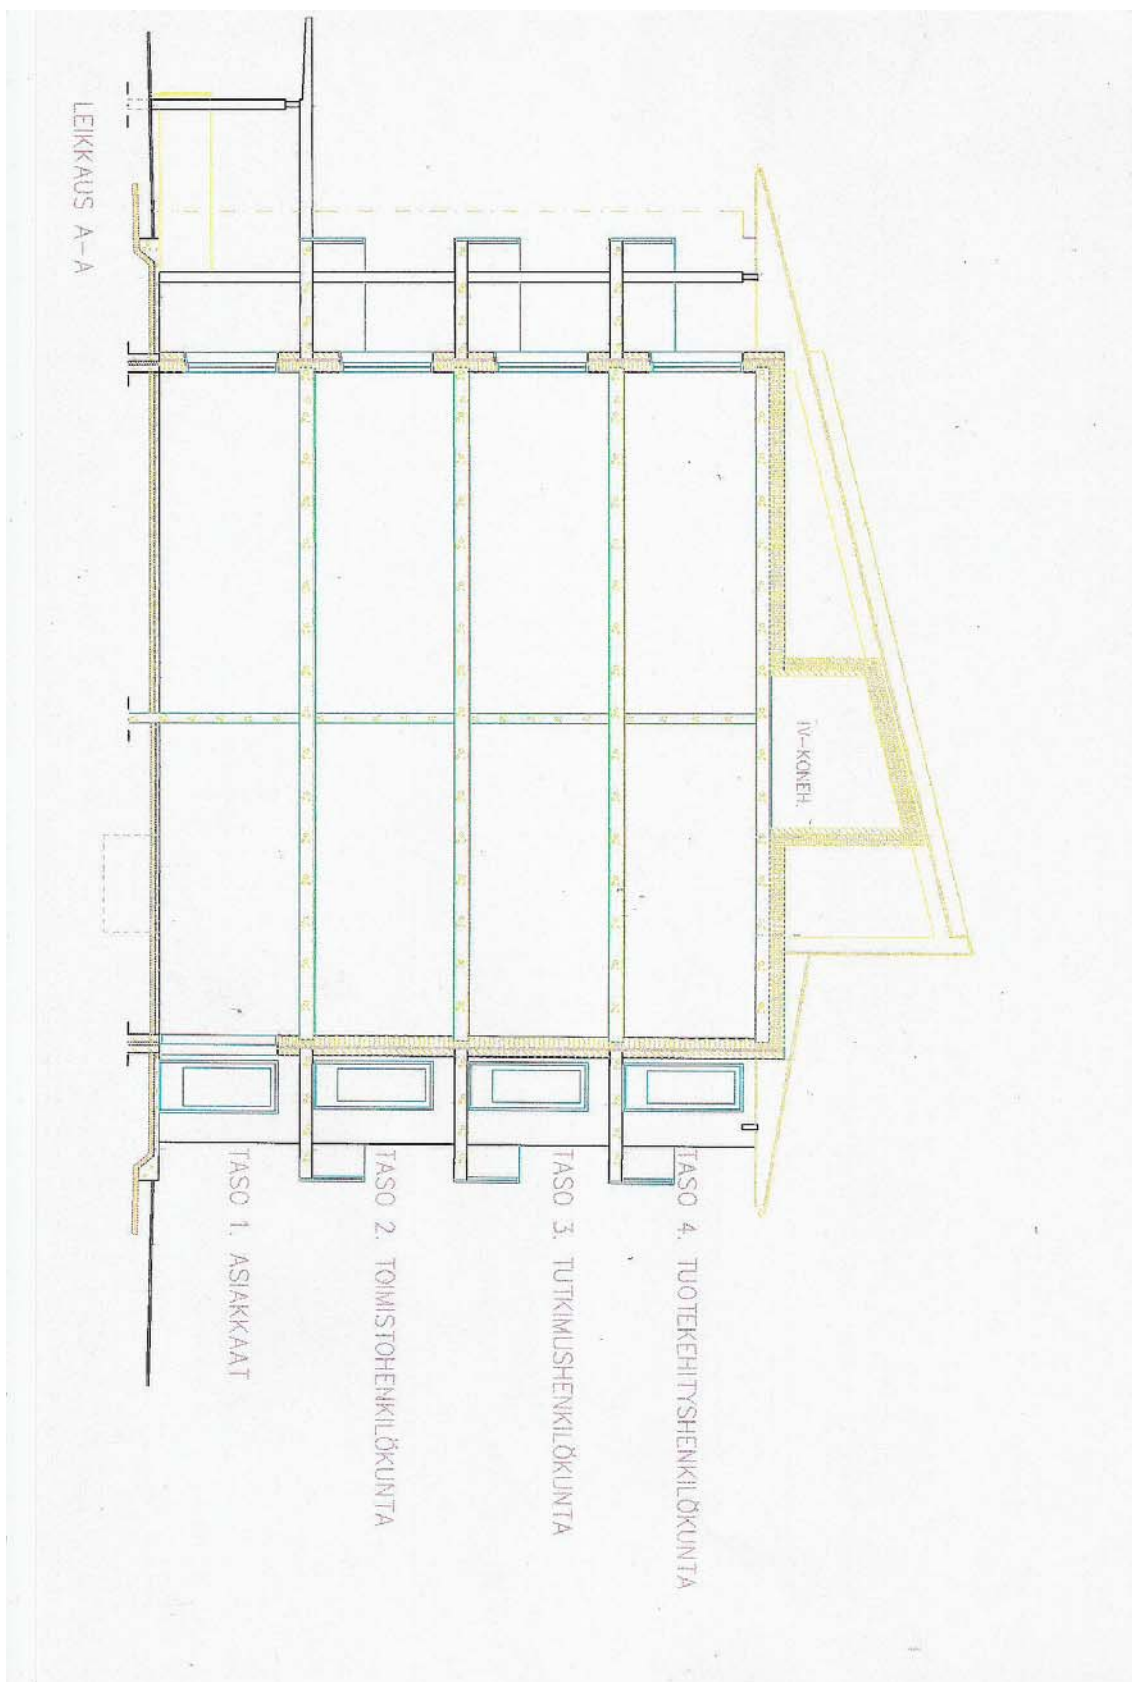 IV-KONEH.
TASO 4. TUOTEKEHITYSHENKILÖKUNTA
TASO 3. TUTKIMUSHENKILÖKUNTA
TASO 2. TOIMISTOHENKILÖKUNTA
TASO 1. ASIAKKAAT
LEIKKAUS A-A